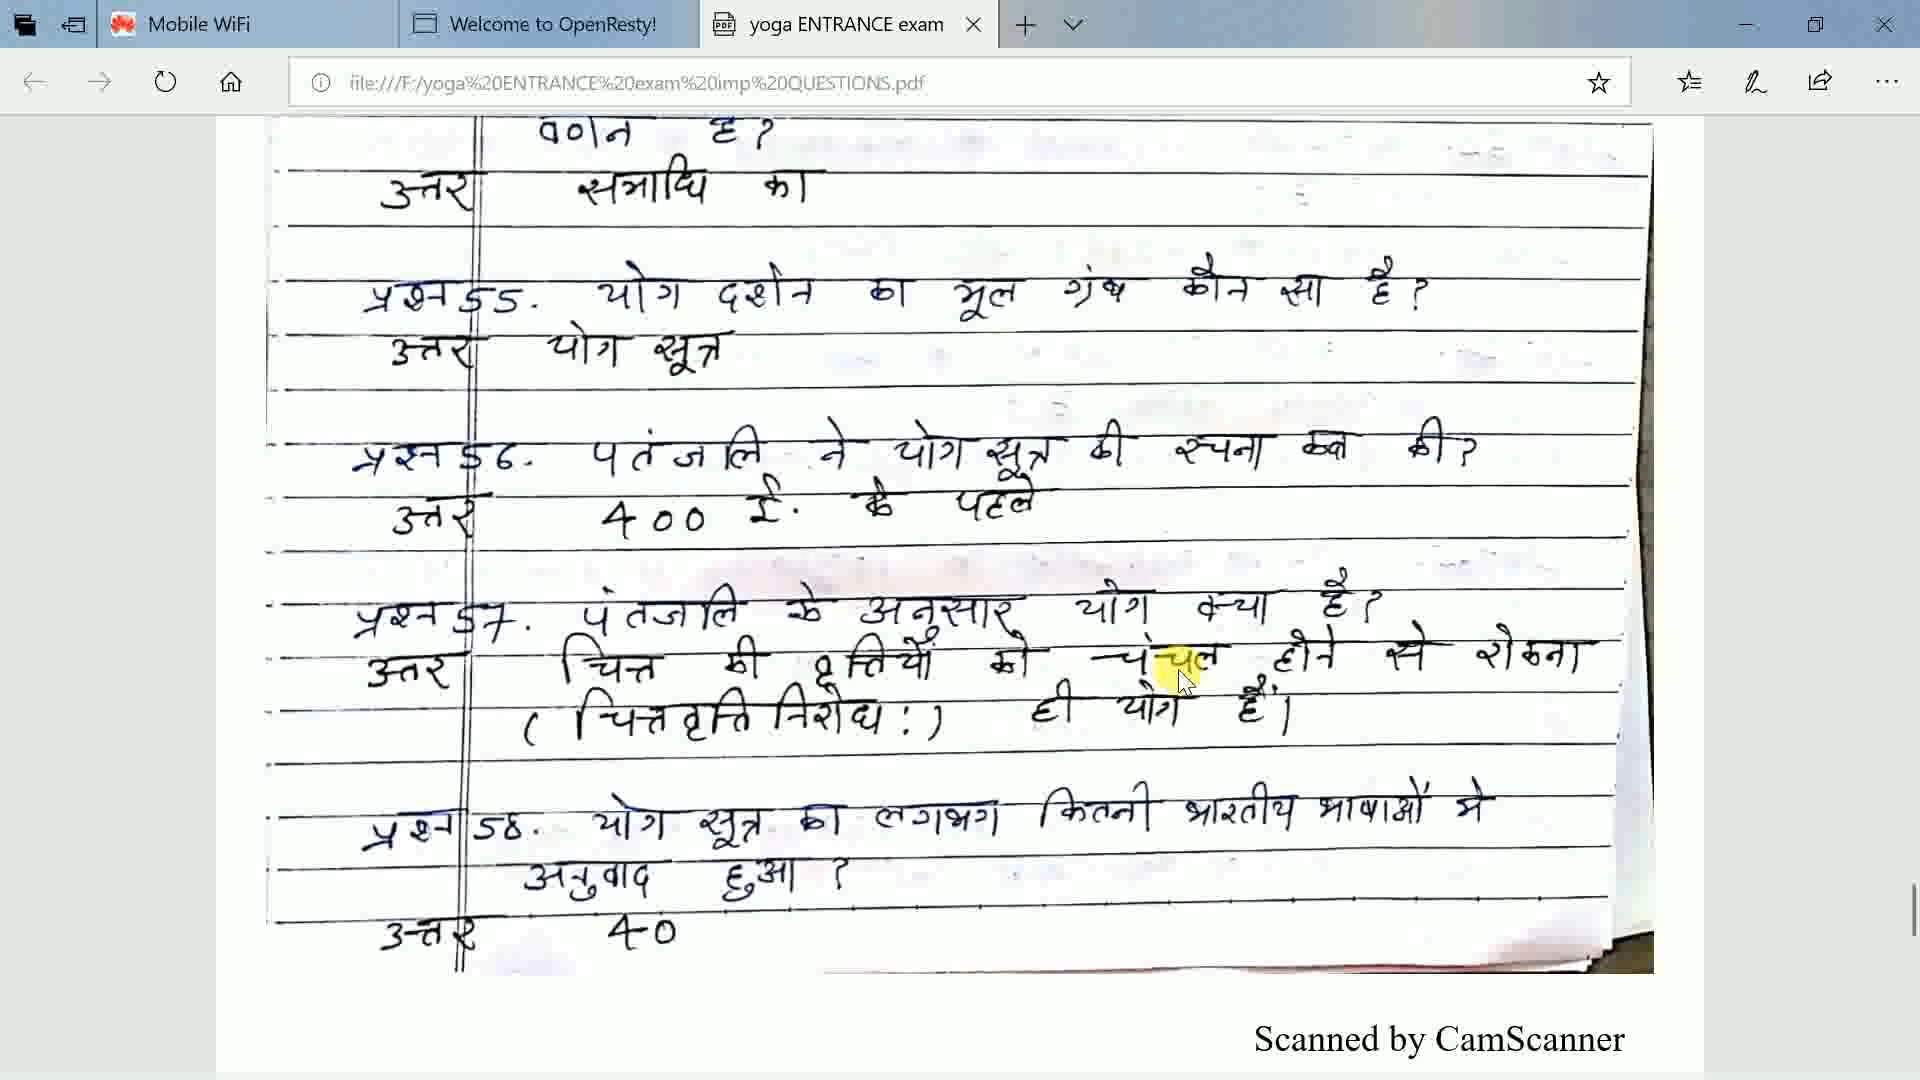 Mobile WiFi
Welcome to OpenResty!
yoga ENTRANCE exam
file:///F:/yoga%20ENTRANCE%20exam%20imp%20QUESTIONS.pdf
वर्णन है?
उत्तर समाधि का
प्रश्न 55. योग दर्शन का मूल ग्रंथ कौन सा है?
उत्तर योग सूत्र
प्रश्न 56. पतंजलि ने योग सूत्र की रचना कब की?
उत्तर 400 ई. के पहले
प्रश्न 57. पंतजलि के अनुसार योग क्या है?
उत्तर चित्त की वृत्तियों को चंचल होने से रोकना
(चित्तवृत्ति निरोधः) ही योग है।
प्रश्न 58. योग सूत्र का लगभग कितनी भारतीय भाषाओं मे
अनुवाद हुआ?
उत्तर 40
Scanned by CamScanner